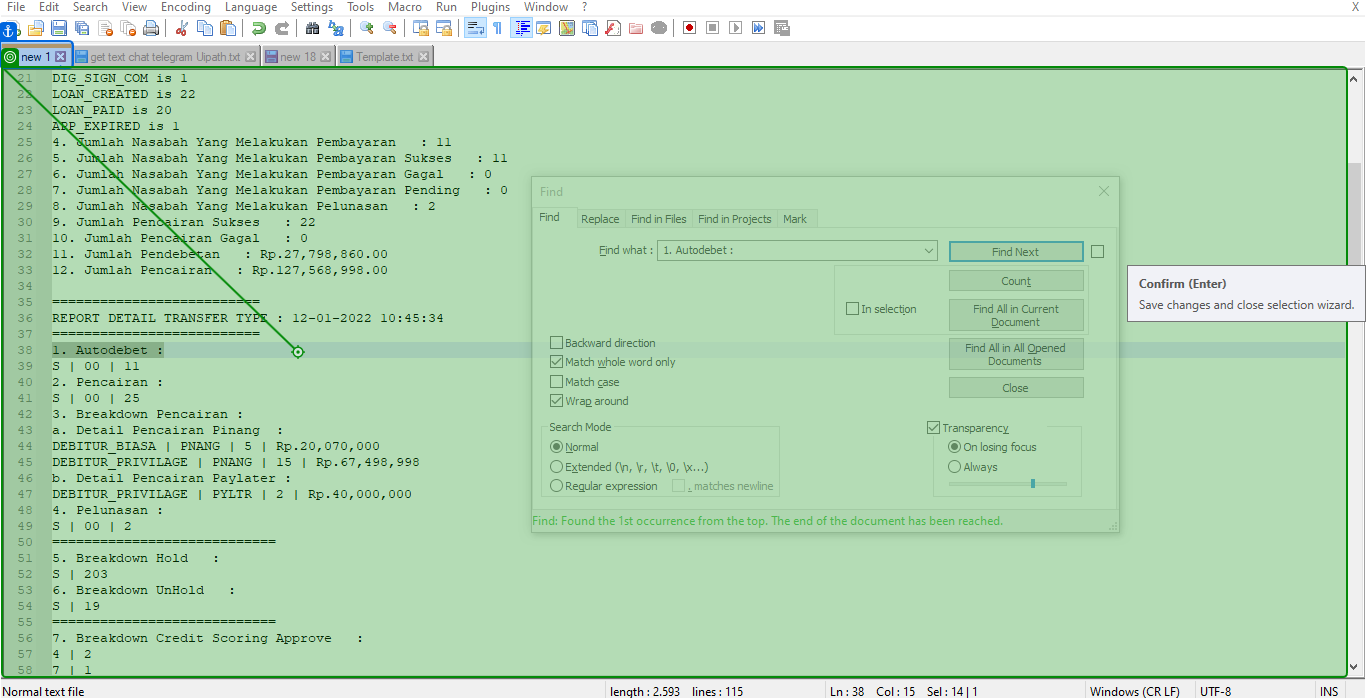 File Edit Search View Encoding Language Settings Tools Macro Run Plugins Window ? X
new 1 get text chat telegram Uipath.txt new 18 Template.txt
21 DIG_SIGN_COM is 1
22 LOAN_CREATED is 22
23 LOAN_PAID is 20
24 APP_EXPIRED is 1
25 4. Jumlah Nasabah Yang Melakukan Pembayaran : 11
26 5. Jumlah Nasabah Yang Melakukan Pembayaran Sukses : 11
27 6. Jumlah Nasabah Yang Melakukan Pembayaran Gagal : 0
28 7. Jumlah Nasabah Yang Melakukan Pembayaran Pending : 0
29 8. Jumlah Nasabah Yang Melakukan Pelunasan : 2
30 9. Jumlah Pencairan Sukses : 22
31 10. Jumlah Pencairan Gagal : 0
32 11. Jumlah Pendebetan : Rp.27,798,860.00
33 12. Jumlah Pencairan : Rp.127,568,998.00
34
35 ==========================
36 REPORT DETAIL TRANSFER TYPE : 12-01-2022 10:45:34
37 ==========================
38 1. Autodebet :
39 S | 00 | 11
40 2. Pencairan :
41 S | 00 | 25
42 3. Breakdown Pencairan :
43 a. Detail Pencairan Pinang :
44 DEBITUR_BIASA | PNANG | 5 | Rp.20,070,000
45 DEBITUR_PRIVILAGE | PNANG | 15 | Rp.67,498,998
46 b. Detail Pencairan Paylater :
47 DEBITUR_PRIVILAGE | PYLTR | 2 | Rp.40,000,000
48 4. Pelunasan :
49 S | 00 | 2
50 ============================
51 5. Breakdown Hold :
52 S | 203
53 6. Breakdown UnHold :
54 S | 19
55 ============================
56 7. Breakdown Credit Scoring Approve :
57 4 | 2
58 7 | 1
Find
Find Replace Find in Files Find in Projects Mark
Find what : 1. Autodebet : Find Next
Count
In selection
Find All in Current
Document
Find All in All Opened
Documents
Close
Backward direction
Match whole word only
Match case
Wrap around
Search Mode
Normal
Extended (\n, \r, \t, \0, \x...)
Regular expression . matches newline
Transparency
On losing focus
Always
Find: Found the 1st occurrence from the top. The end of the document has been reached.
Confirm (Enter)
Save changes and close selection wizard.
Normal text file length : 2.593 lines : 115 Ln : 38 Col : 15 Sel : 14 | 1 Windows (CR LF) UTF-8 INS